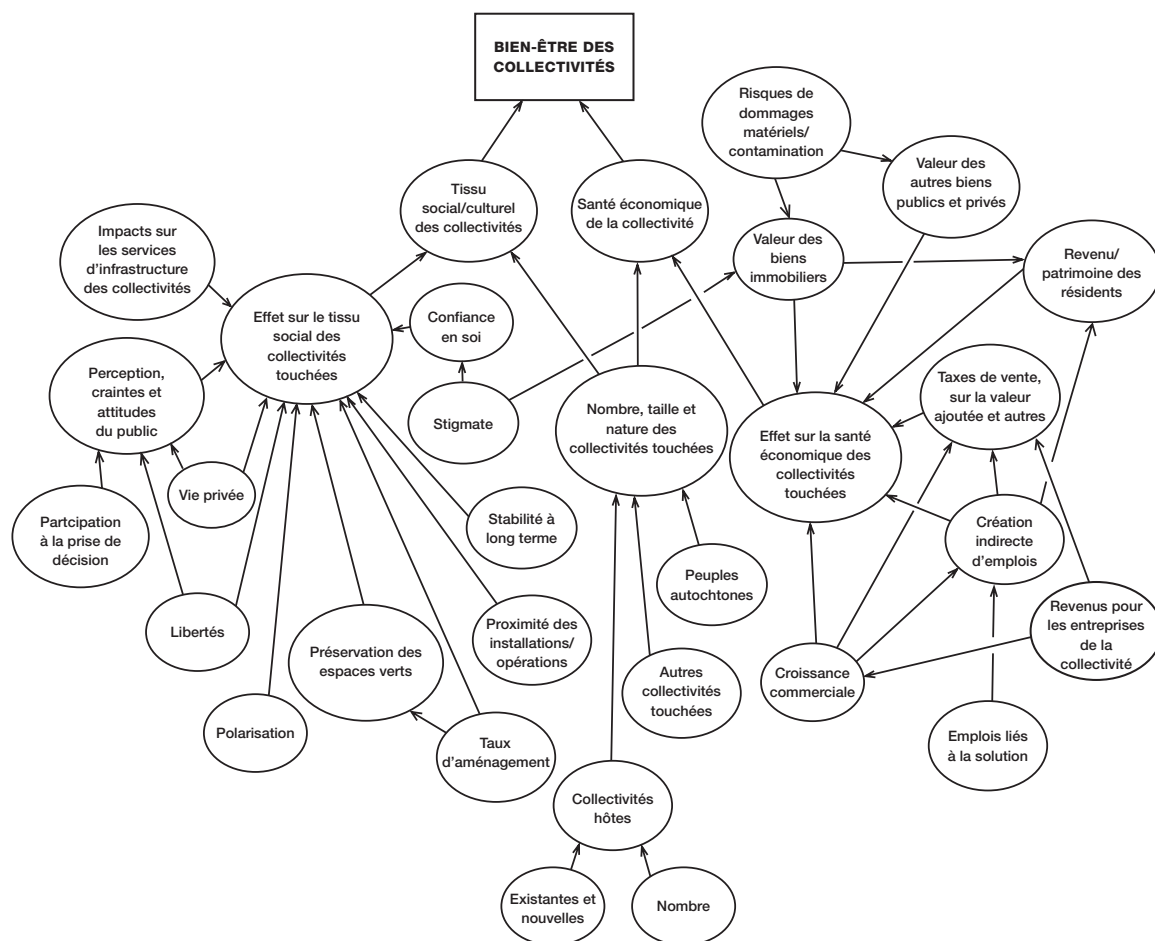 BIEN-ÊTRE DES
COLLECTIVITÉS
Risques de
dommages
matériels/
contamination
Valeur des
autres biens
publics et privés
Tissu
social/culturel
des collectivités
Santé économique
de la collectivité
Impacts sur
les services
d'infrastructure
des collectivités
Valeur des
biens
immobiliers
Revenu/
patrimoine des
résidents
Effet sur le tissu
social des
collectivités
touchées
Confiance
en soi
Perception,
craintes et
attitudes
du public
Stigmate
Nombre, taille et
nature des
collectivités touchées
Taxes de vente,
sur la valeur
ajoutée et autres
Effet sur la santé
économique des
collectivités
touchées
Vie privée
Partcipation
à la prise de
décision
Stabilité à
long terme
Création
indirecte
d'emplois
Peuples
autochtones
Libertés
Préservation des
espaces verts
Proximité des
installations/
opérations
Revenus pour
les entreprises
de la
collectivité
Autres
collectivités
touchées
Croissance
commerciale
Polarisation
Taux
d'aménagement
Emplois liés
à la solution
Collectivités
hôtes
Existantes et
nouvelles
Nombre